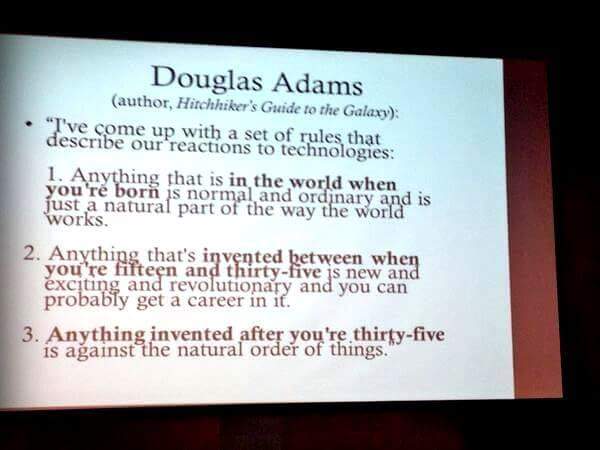 Douglas Adams
(author, Hitchhiker's Guide to the Galaxy):
• "I've come up with a set of rules that
describe our reactions to technologies:
1. Anything that is in the world when
you're born is normal and ordinary and is
just a natural part of the way the world
works.
2. Anything that's invented between when
you're fifteen and thirty-five is new and
exciting and revolutionary and you can
probably get a career in it.
3. Anything invented after you're thirty-five
is against the natural order of things."